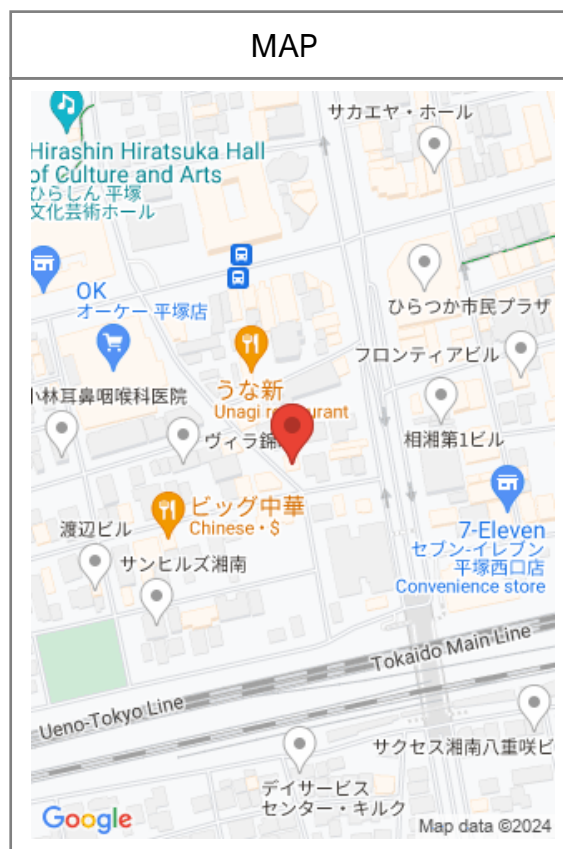 MAP
サカエヤ・ホール
Hirashin Hiratsuka Hall
of Culture and Arts
ひらしん 平塚
文化芸術ホール
OK
オーケー 平塚店
ひらつか市民プラザ
フロンティアビル
うな新
Unagi restaurant
小林耳鼻咽喉科医院
ヴィラ錦
相湘第1ビル
ビッグ中華
Chinese・$
7-Eleven
セブン-イレブン
平塚西口店
Convenience store
渡辺ビル
サンヒルズ湘南
Tokaido Main Line
Ueno-Tokyo Line
サクセス湘南八重咲ビ
デイサービス
センター・キルク
Google
Map data ©2024